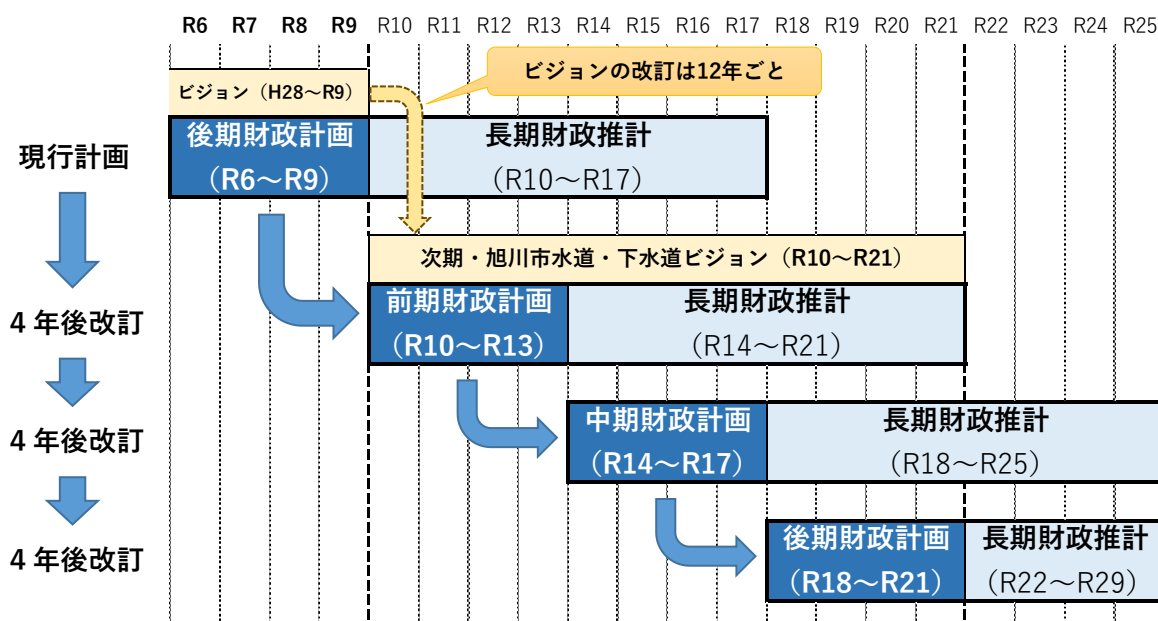 R6 R7 R8 R9 R10 R11 R12 R13 R14 R15 R16 R17 R18 R19 R20 R21 R22 R23 R24 R25
ビジョンの改訂は12年ごと
ビジョン（H28～R9）
現行計画
後期財政計画
（R6～R9）
長期財政推計
（R10～R17）
次期・旭川市水道・下水道ビジョン（R10～R21）
4年後改訂
前期財政計画
（R10～R13）
長期財政推計
（R14～R21）
4年後改訂
中期財政計画
（R14～R17）
長期財政推計
（R18～R25）
4年後改訂
後期財政計画
（R18～R21）
長期財政推計
（R22～R29）